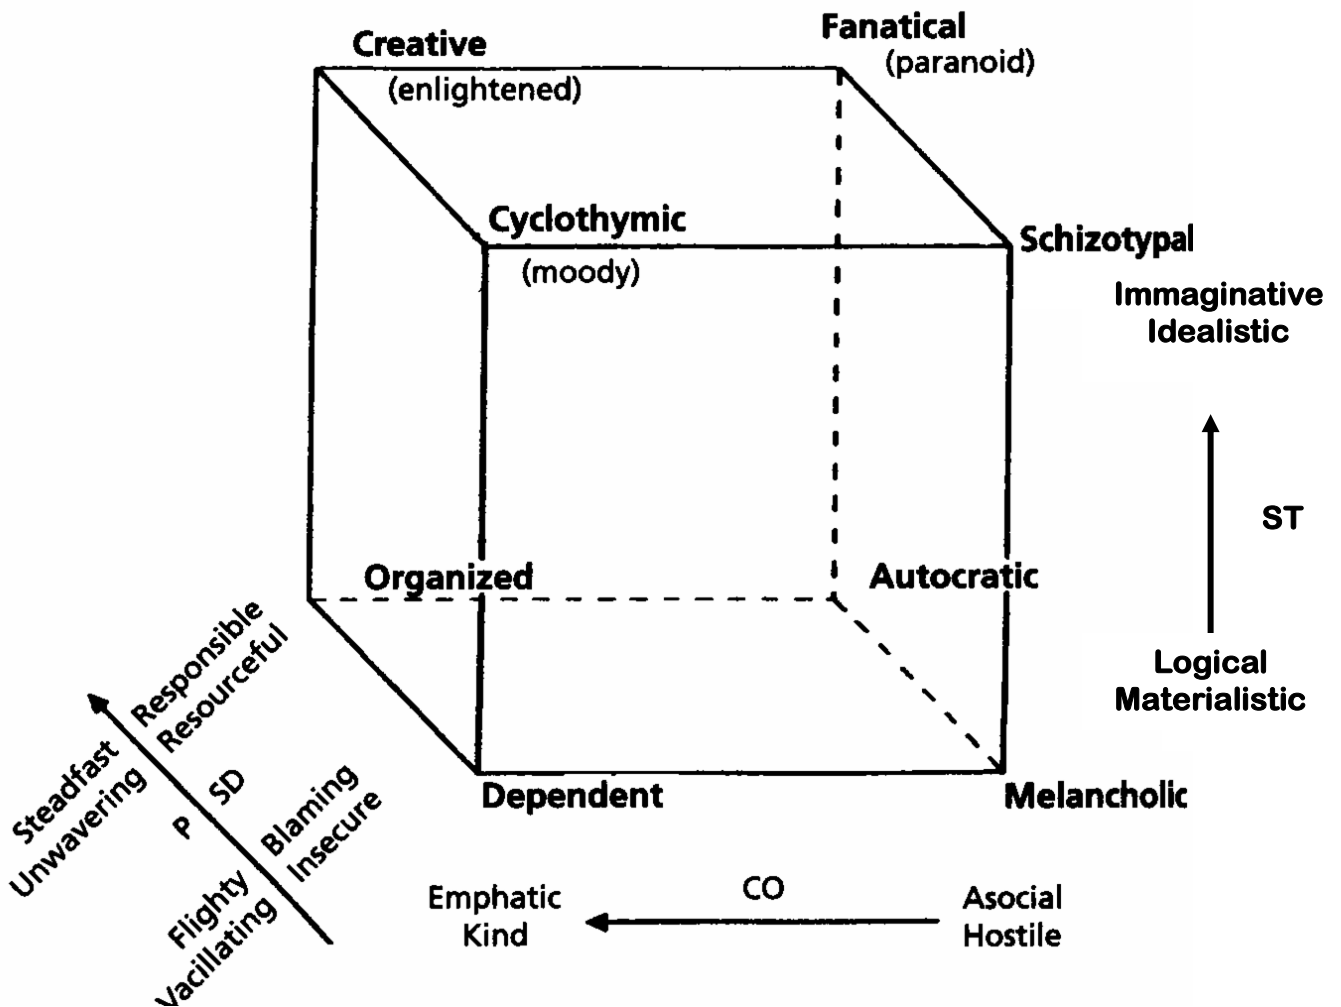 Fanatical
(paranoid)
Creative
(enlightened)
Cyclothymic
(moody)
Schizotypal
Immaginative
Idealistic
ST
Logical
Materialistic
Organized
Autocratic
Dependent
Melancholic
Responsible
Resourceful
Steadfast
Unwavering
SD
P
Blaming
Insecure
Flighty
Vacillating
Emphatic
Kind
CO
Asocial
Hostile